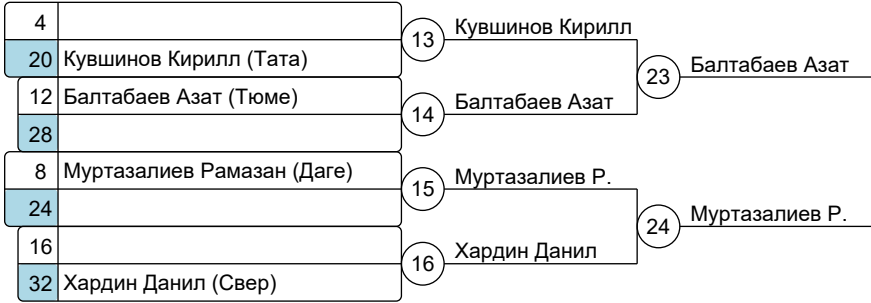 4
13 Кувшинов Кирилл
20 Кувшинов Кирилл (Тата)
23 Балтабаев Азат
12 Балтабаев Азат (Тюме)
14 Балтабаев Азат
28
8 Муртазалиев Рамазан (Даге)
15 Муртазалиев Р.
24
24 Муртазалиев Р.
16
16 Хардин Данил
32 Хардин Данил (Свер)